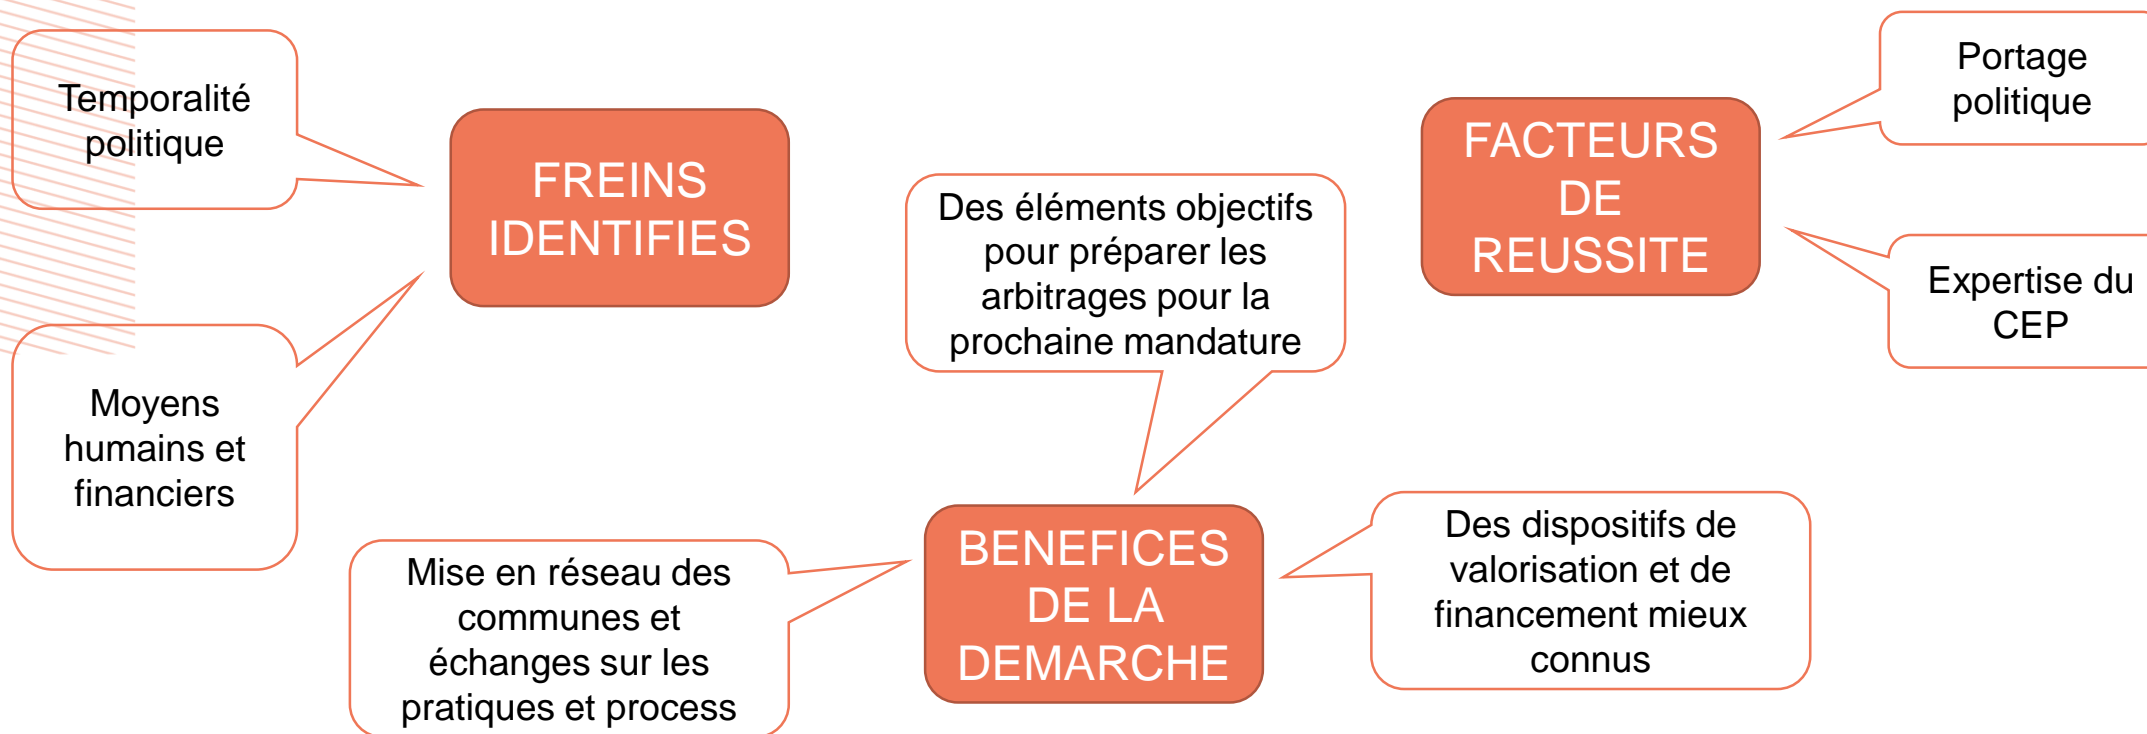 Temporalité
politique
FREINS
IDENTIFIES
Moyens
humains et
financiers
Des éléments objectifs
pour préparer les
arbitrages pour la
prochaine mandature
FACTEURS
DE
REUSSITE
Portage
politique
Expertise du
CEP
Mise en réseau des
communes et
échanges sur les
pratiques et process
BENEFICES
DE LA
DEMARCHE
Des dispositifs de
valorisation et de
financement mieux
connus